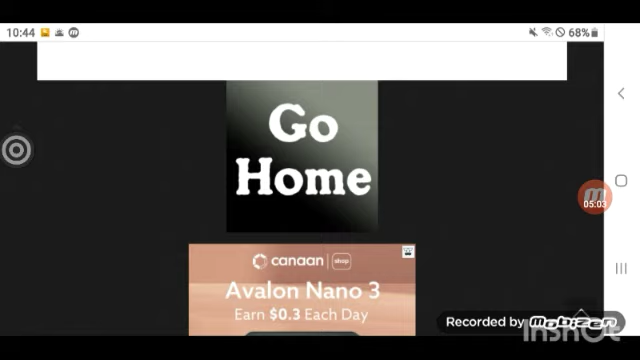 10:44
68%
Go
Home
canaan shop
Avalon Nano 3
Earn $0.3 Each Day
05:03
Recorded by Mobizen
InShOt